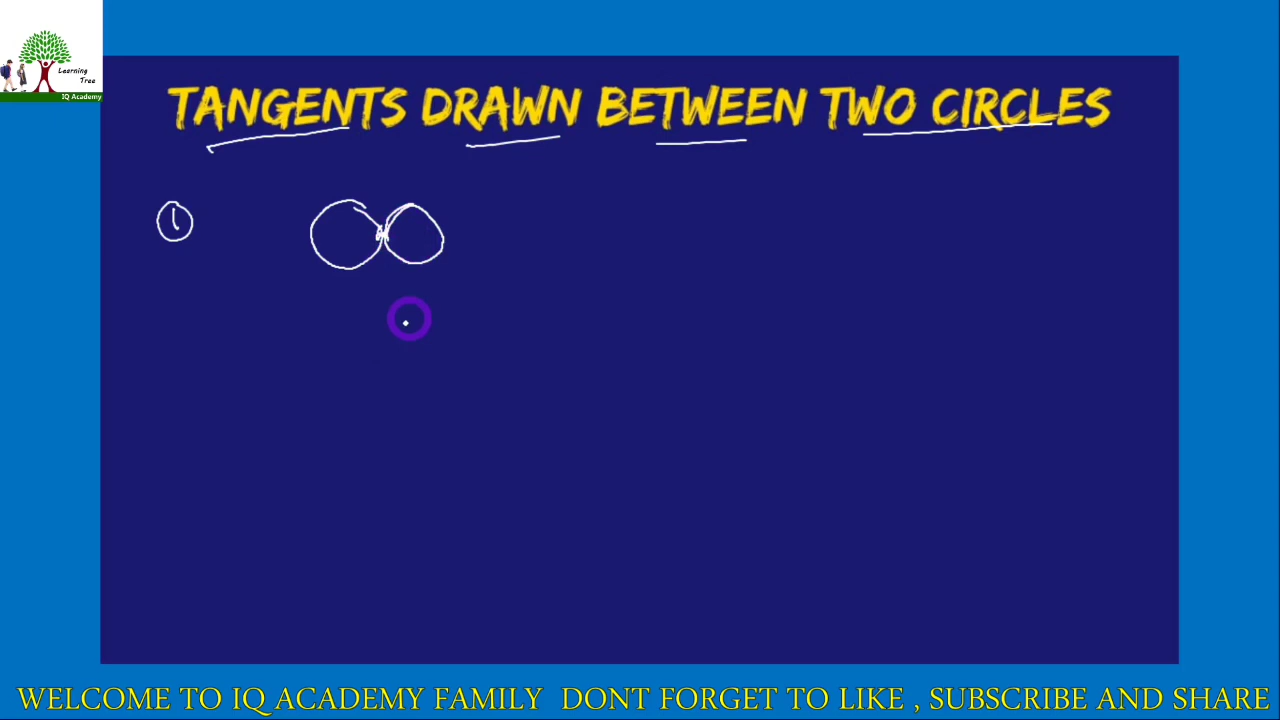 Learning
Tree
IQ Academy
TANGENTS DRAWN BETWEEN TWO CIRCLES
1
WELCOME TO IQ ACADEMY FAMILY DONT FORGET TO LIKE , SUBSCRIBE AND SHARE